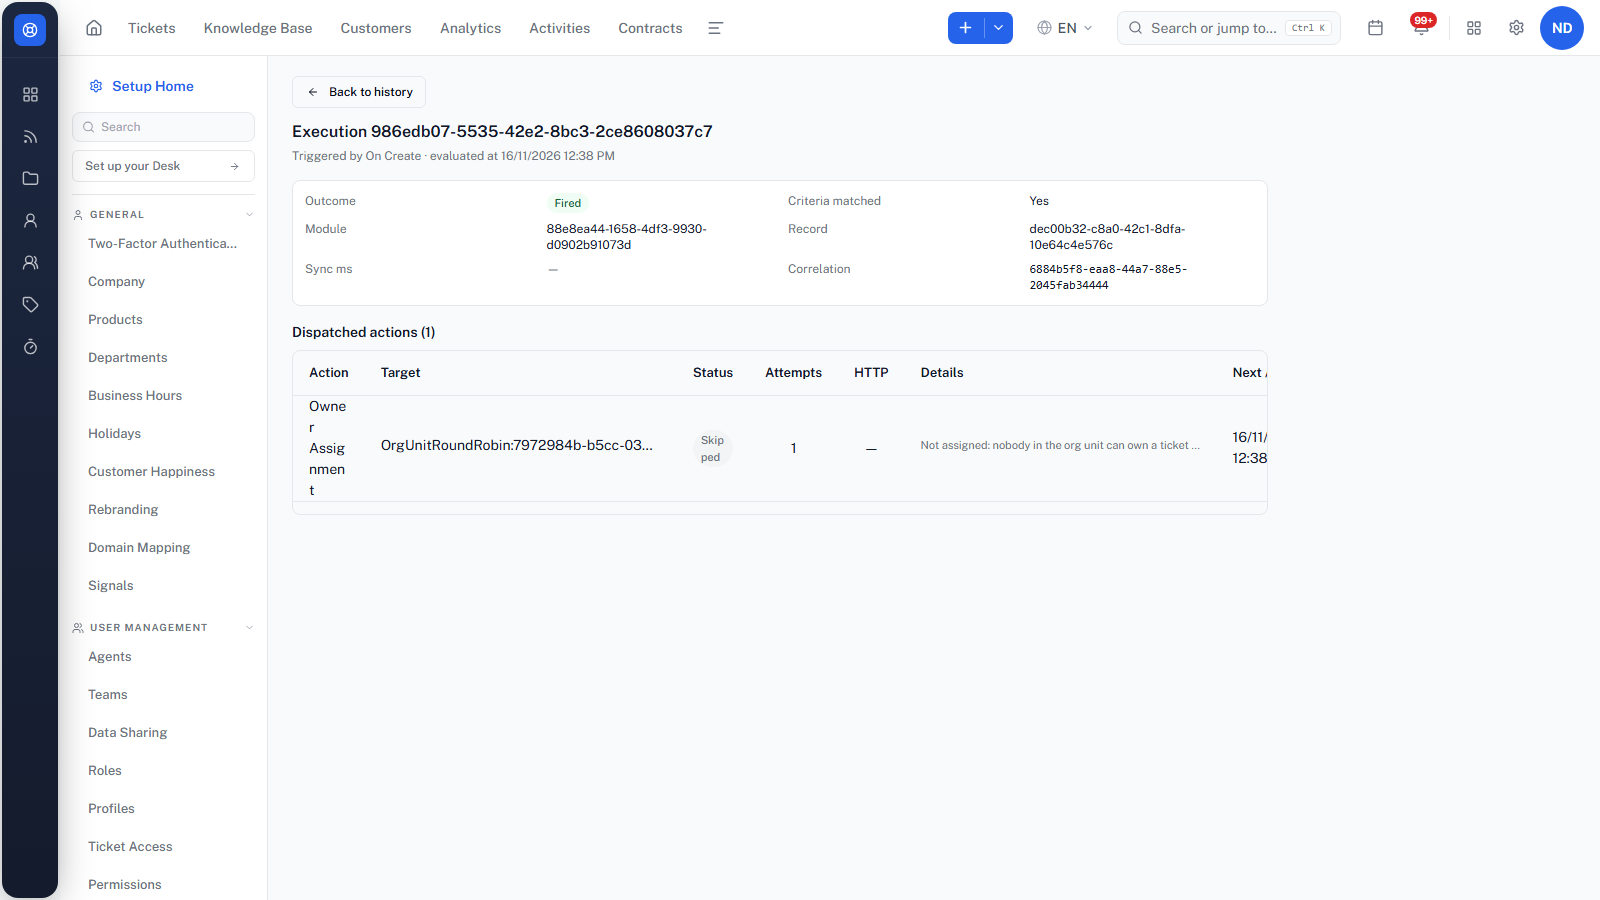 Tickets
Knowledge Base
Customers
Analytics
Activities
Contracts
EN
Search or jump to...
Ctrl K
99+
ND
Setup Home
Search
Set up your Desk
GENERAL
Two-Factor Authentica...
Company
Products
Departments
Business Hours
Holidays
Customer Happiness
Rebranding
Domain Mapping
Signals
USER MANAGEMENT
Agents
Teams
Data Sharing
Roles
Profiles
Ticket Access
Permissions
Back to history
Execution 986edb07-5535-42e2-8bc3-2ce8608037c7
Triggered by On Create · evaluated at 16/11/2026 12:38 PM
Outcome
Fired
Criteria matched
Yes
Module
88e8ea44-1658-4df3-9930-
d0902b91073d
Record
dec00b32-c8a0-42c1-8dfa-
10e64c4e576c
Sync ms
—
Correlation
6884b5f8-eaa8-44a7-88e5-
2045fab34444
Dispatched actions (1)
Action
Target
Status
Attempts
HTTP
Details
Next
Owne
r
Assig
nmen
t
OrgUnitRoundRobin:7972984b-b5cc-03...
Skip
ped
1
—
Not assigned: nobody in the org unit can own a ticket ...
16/11/
12:38